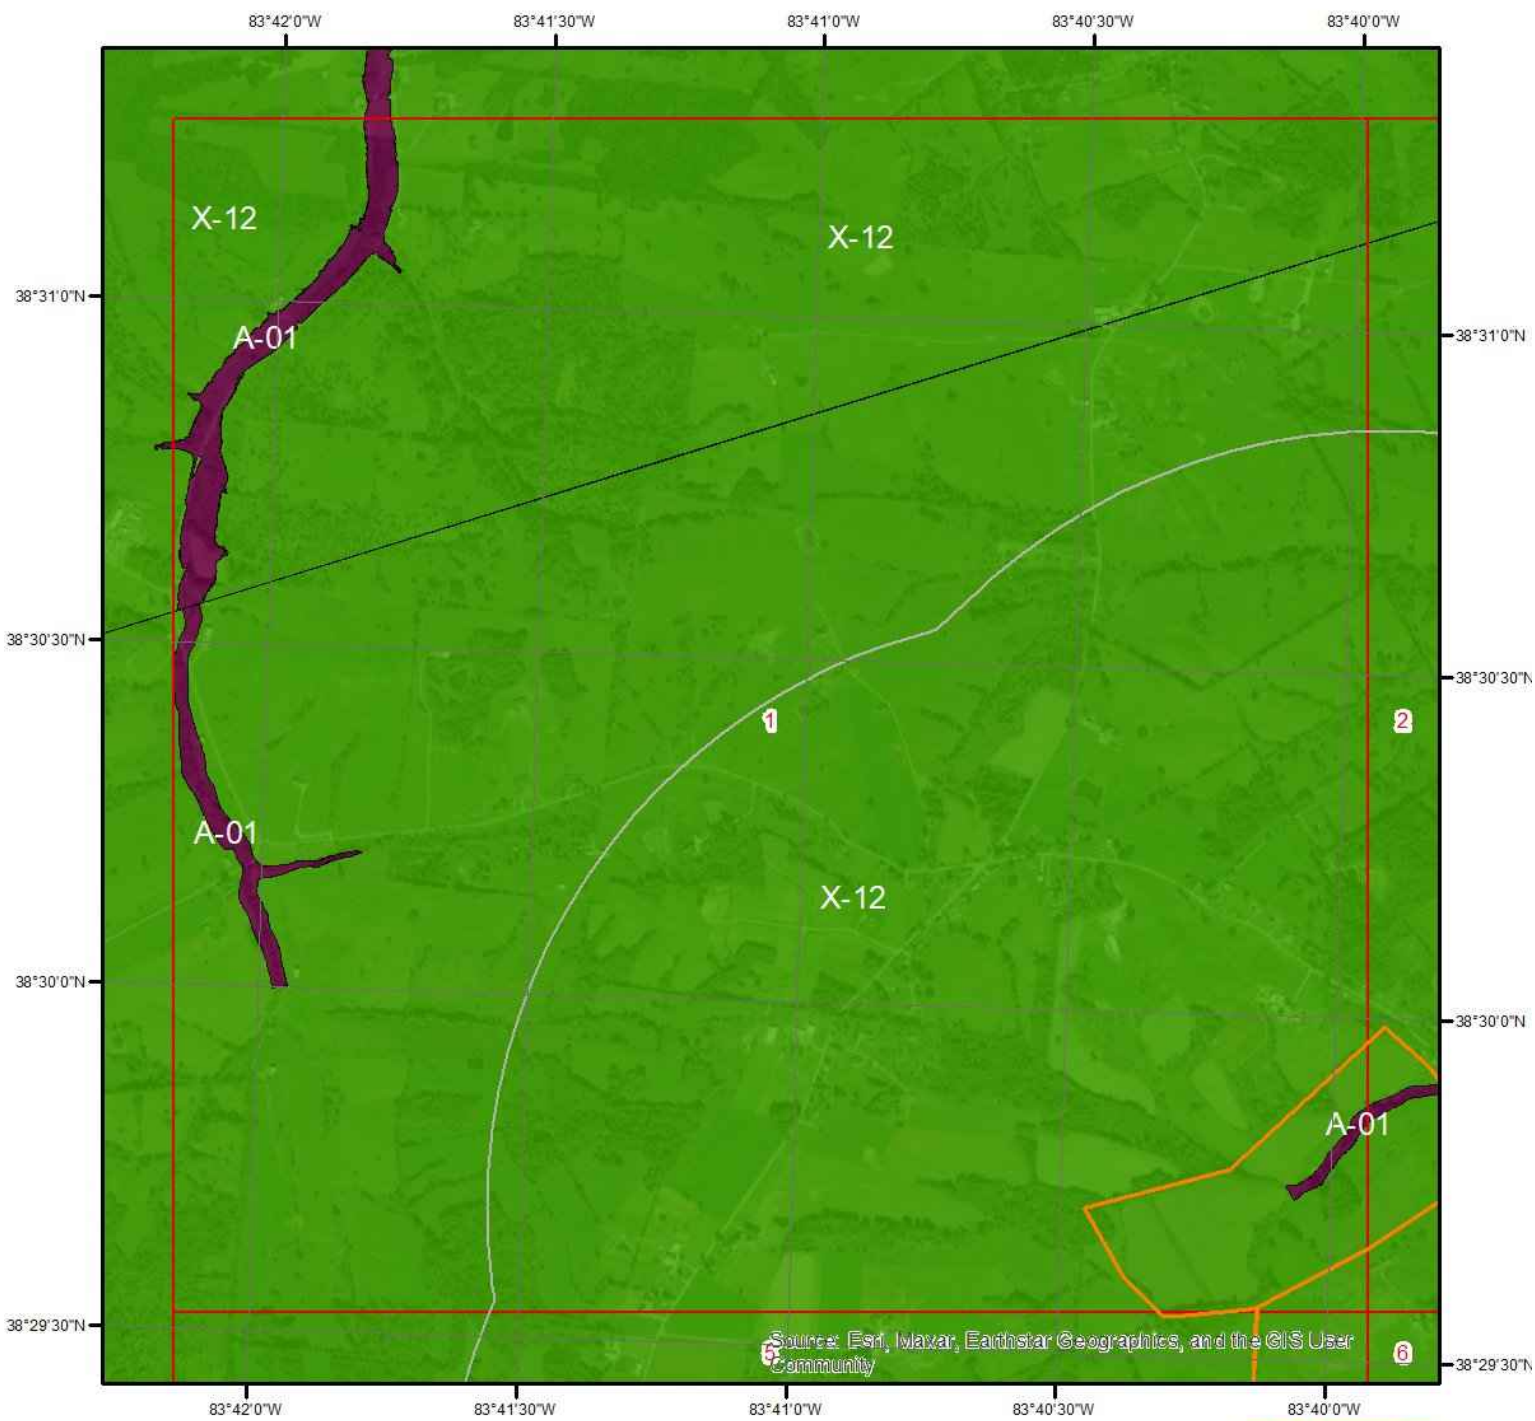 83°42'0"W 83°41'30"W 83°41'0"W 83°40'30"W 83°40'0"W
X-12
X-12
38°31'0"N
A-01
38°31'0"N
38°30'30"N
38°30'30"N
1
2
A-01
X-12
38°30'0"N
38°30'0"N
A-01
38°29'30"N
Source: Esri, Maxar, Earthstar Geographics, and the GIS User
5
6
Community
38°29'30"N
83°42'0"W 83°41'30"W 83°41'0"W 83°40'30"W 83°40'0"W